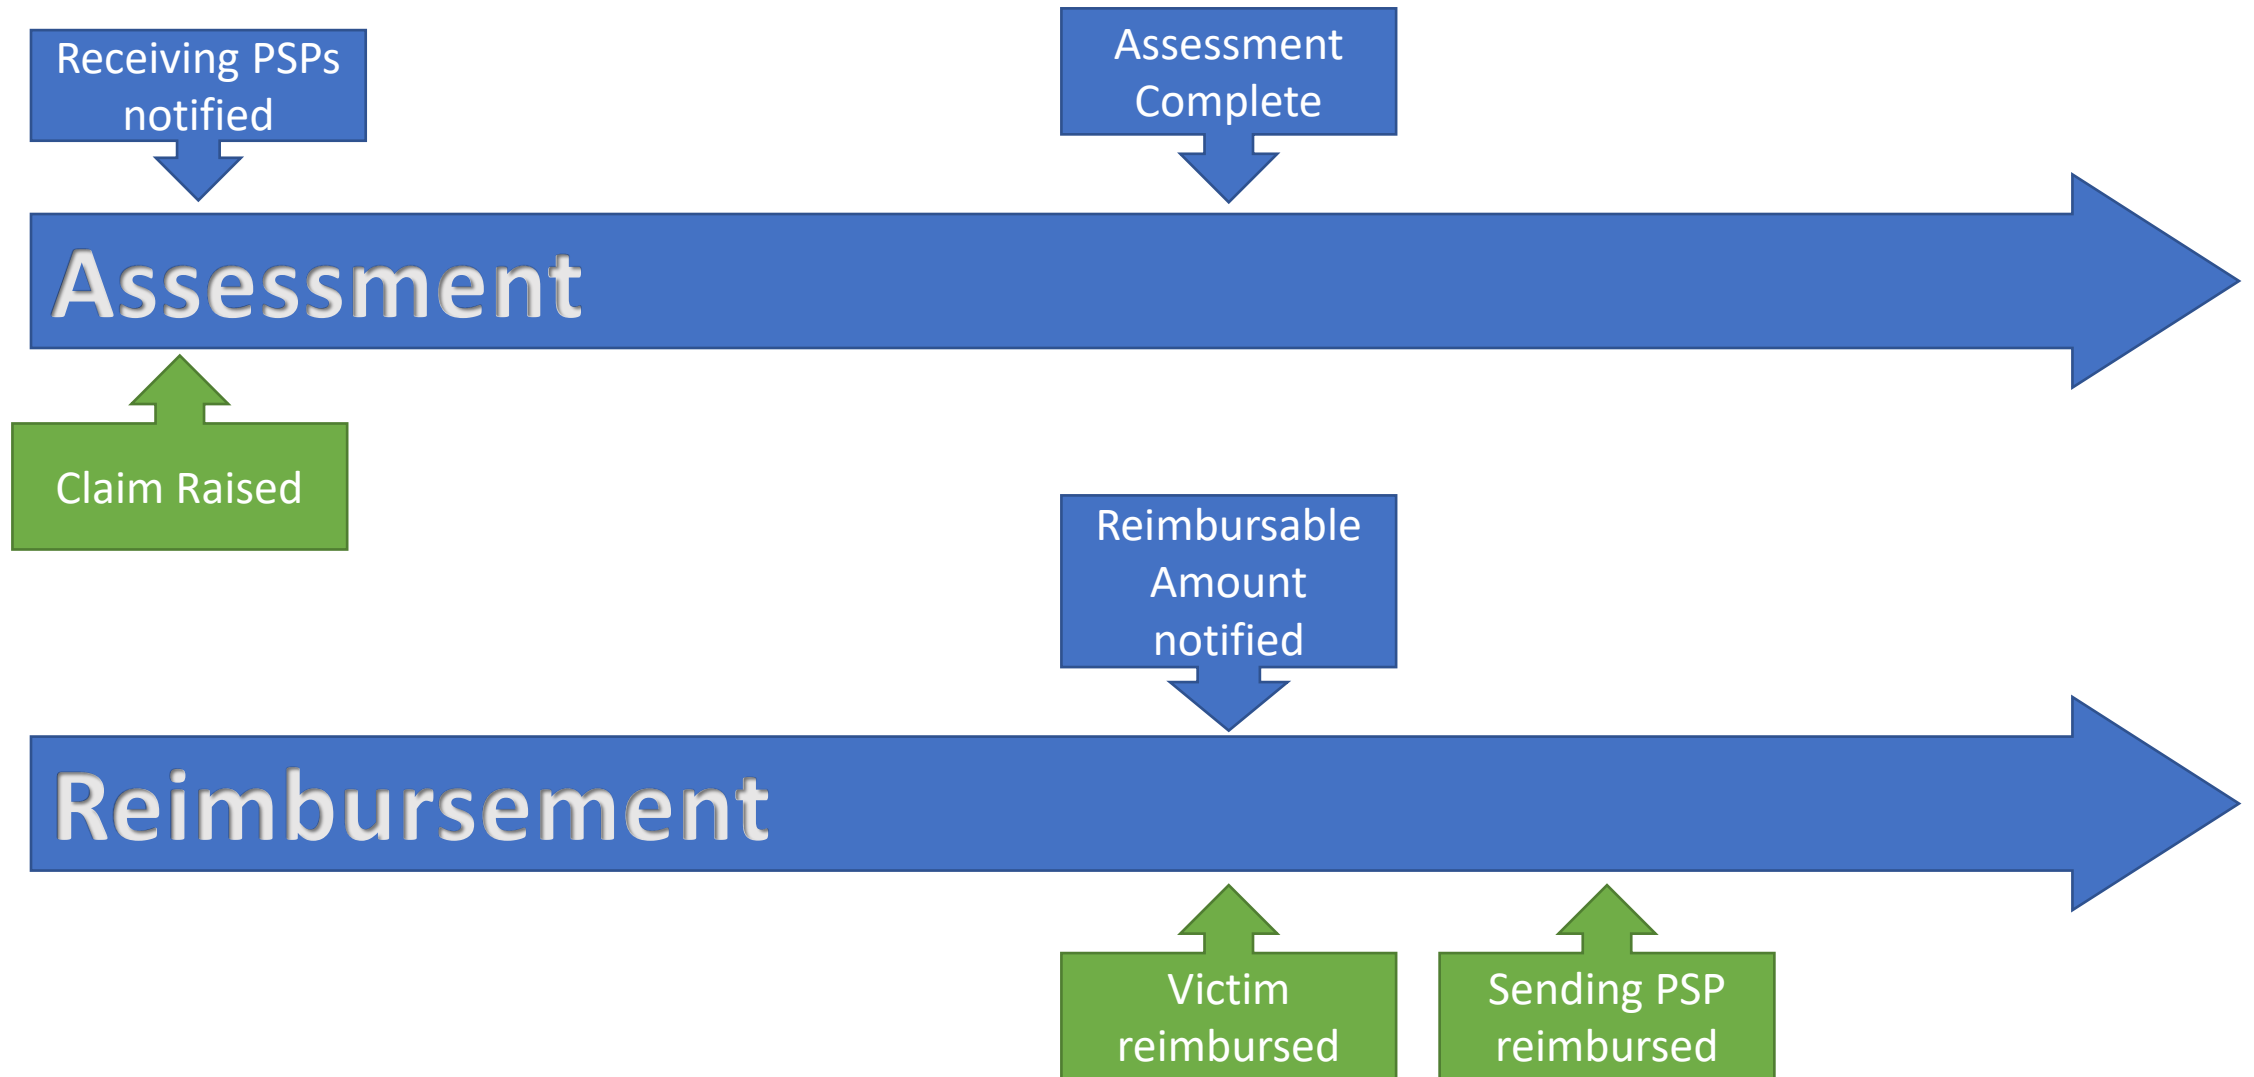 Receiving PSPs
notified
Assessment
Complete
Assessment
Claim Raised
Reimbursable
Amount
notified
Reimbursement
Victim
reimbursed
Sending PSP
reimbursed